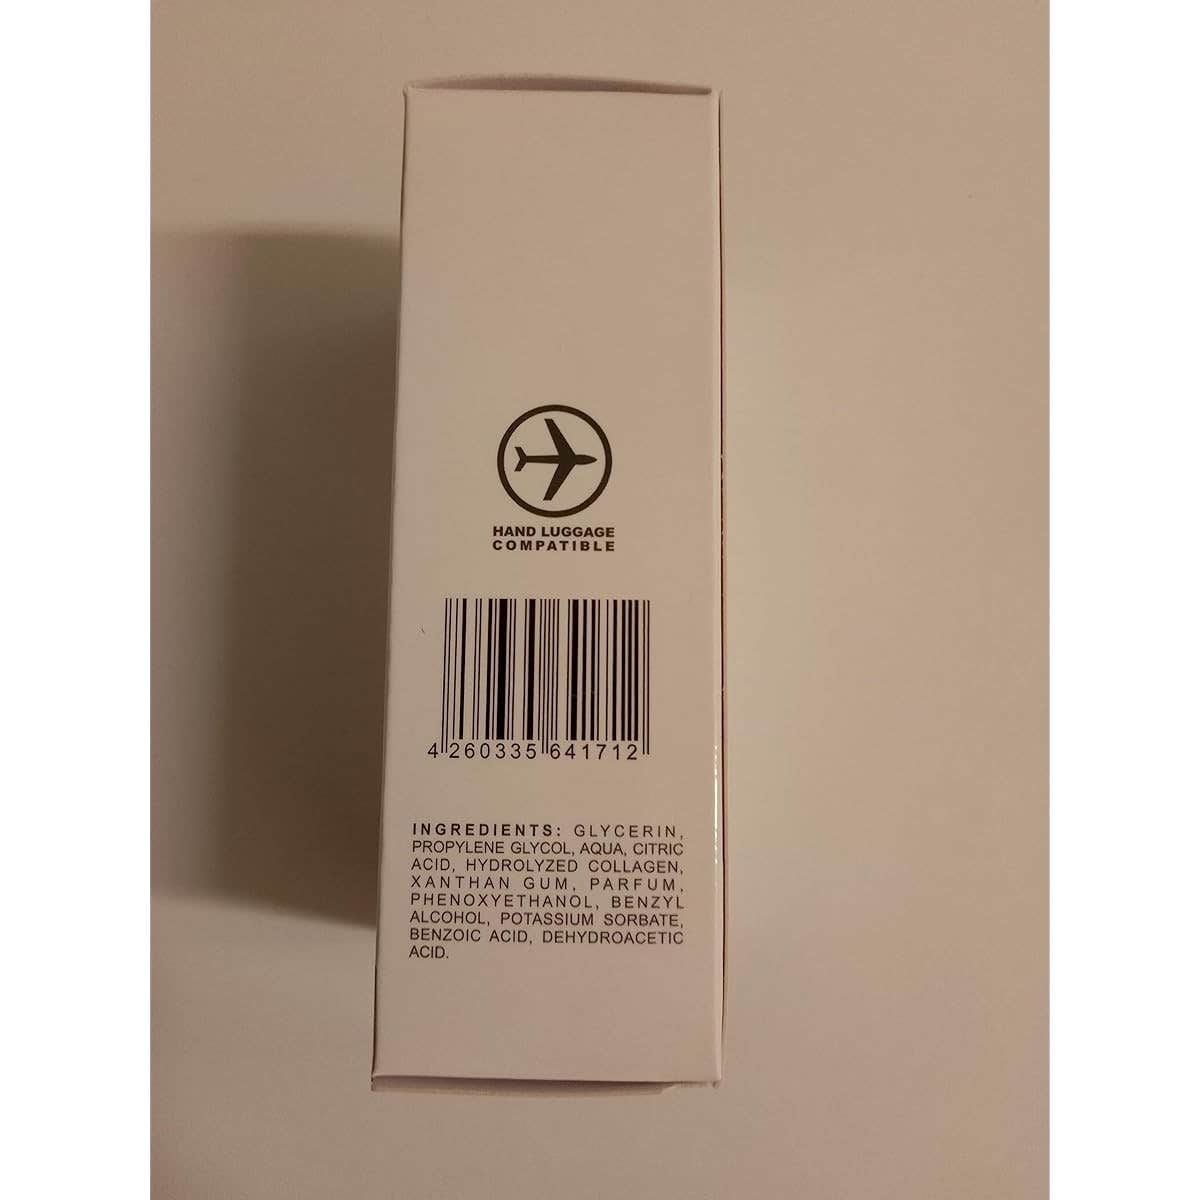 HAND LUGGAGE
COMPATIBLE
4 260335 641712
INGREDIENTS: GLYCERIN,
PROPYLENE GLYCOL, AQUA, CITRIC
ACID, HYDROLYZED COLLAGEN,
XANTHAN GUM, PARFUM,
PHENOXYETHANOL, BENZYL
ALCOHOL, POTASSIUM SORBATE,
BENZOIC ACID, DEHYDROACETIC
ACID.